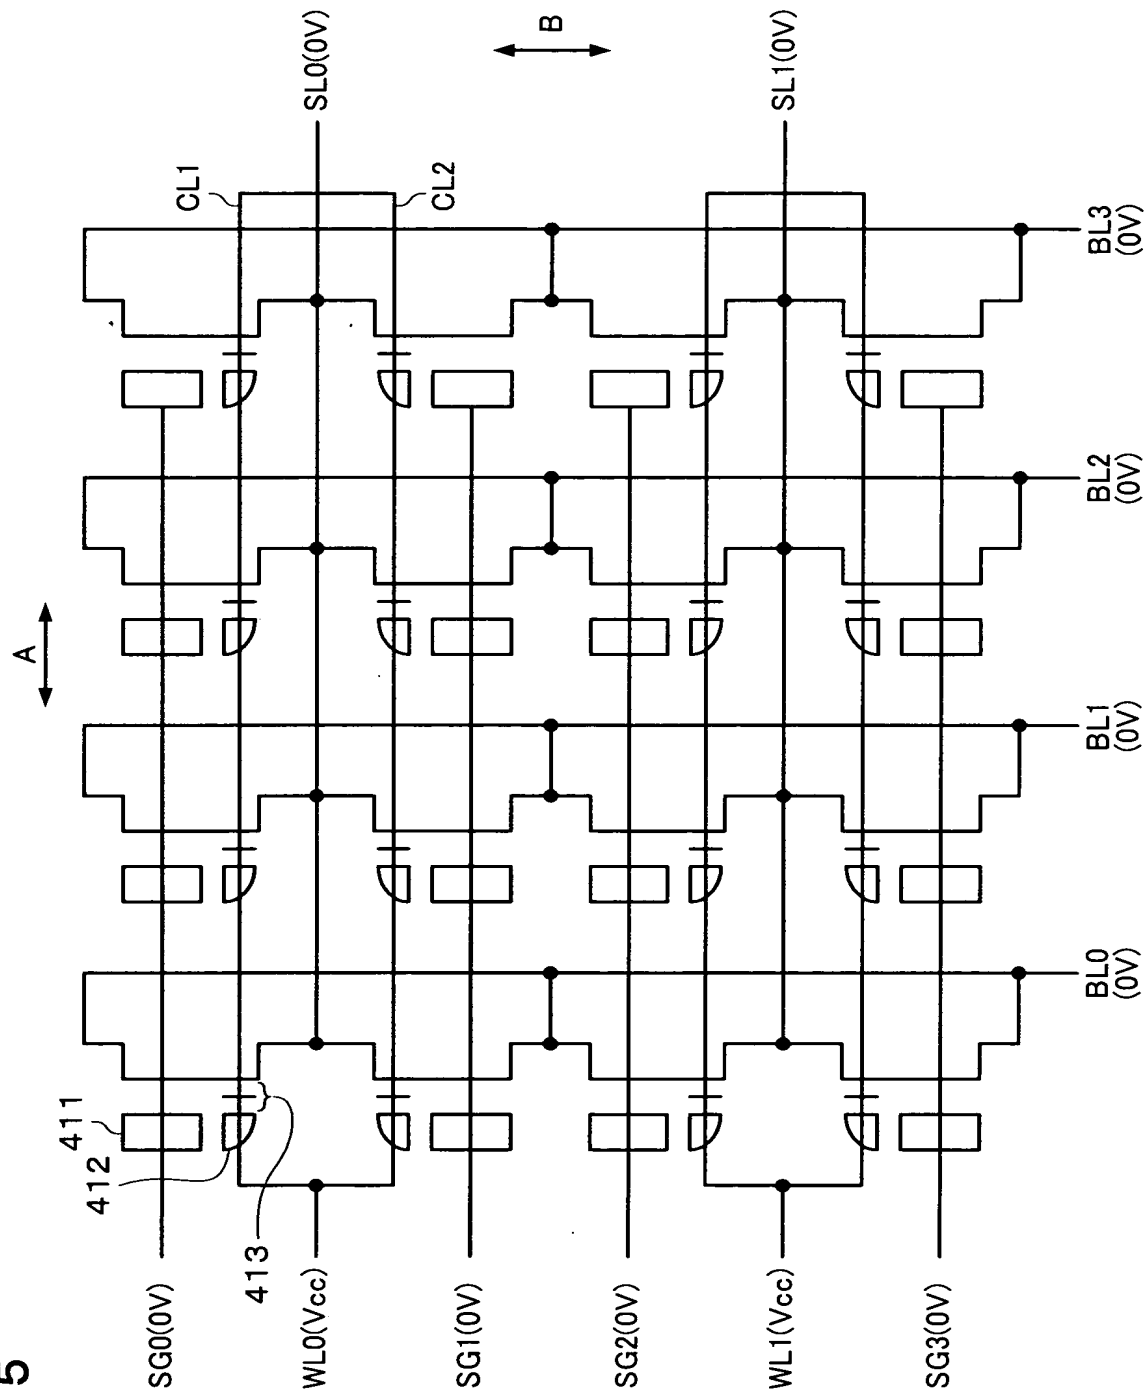 5
A
B
SG0(0V)
WL0(Vcc)
SG1(0V)
SG2(0V)
WL1(Vcc)
SG3(0V)
411
412
413
CL1
CL2
SL0(0V)
SL1(0V)
BL0
(0V)
BL1
(0V)
BL2
(0V)
BL3
(0V)